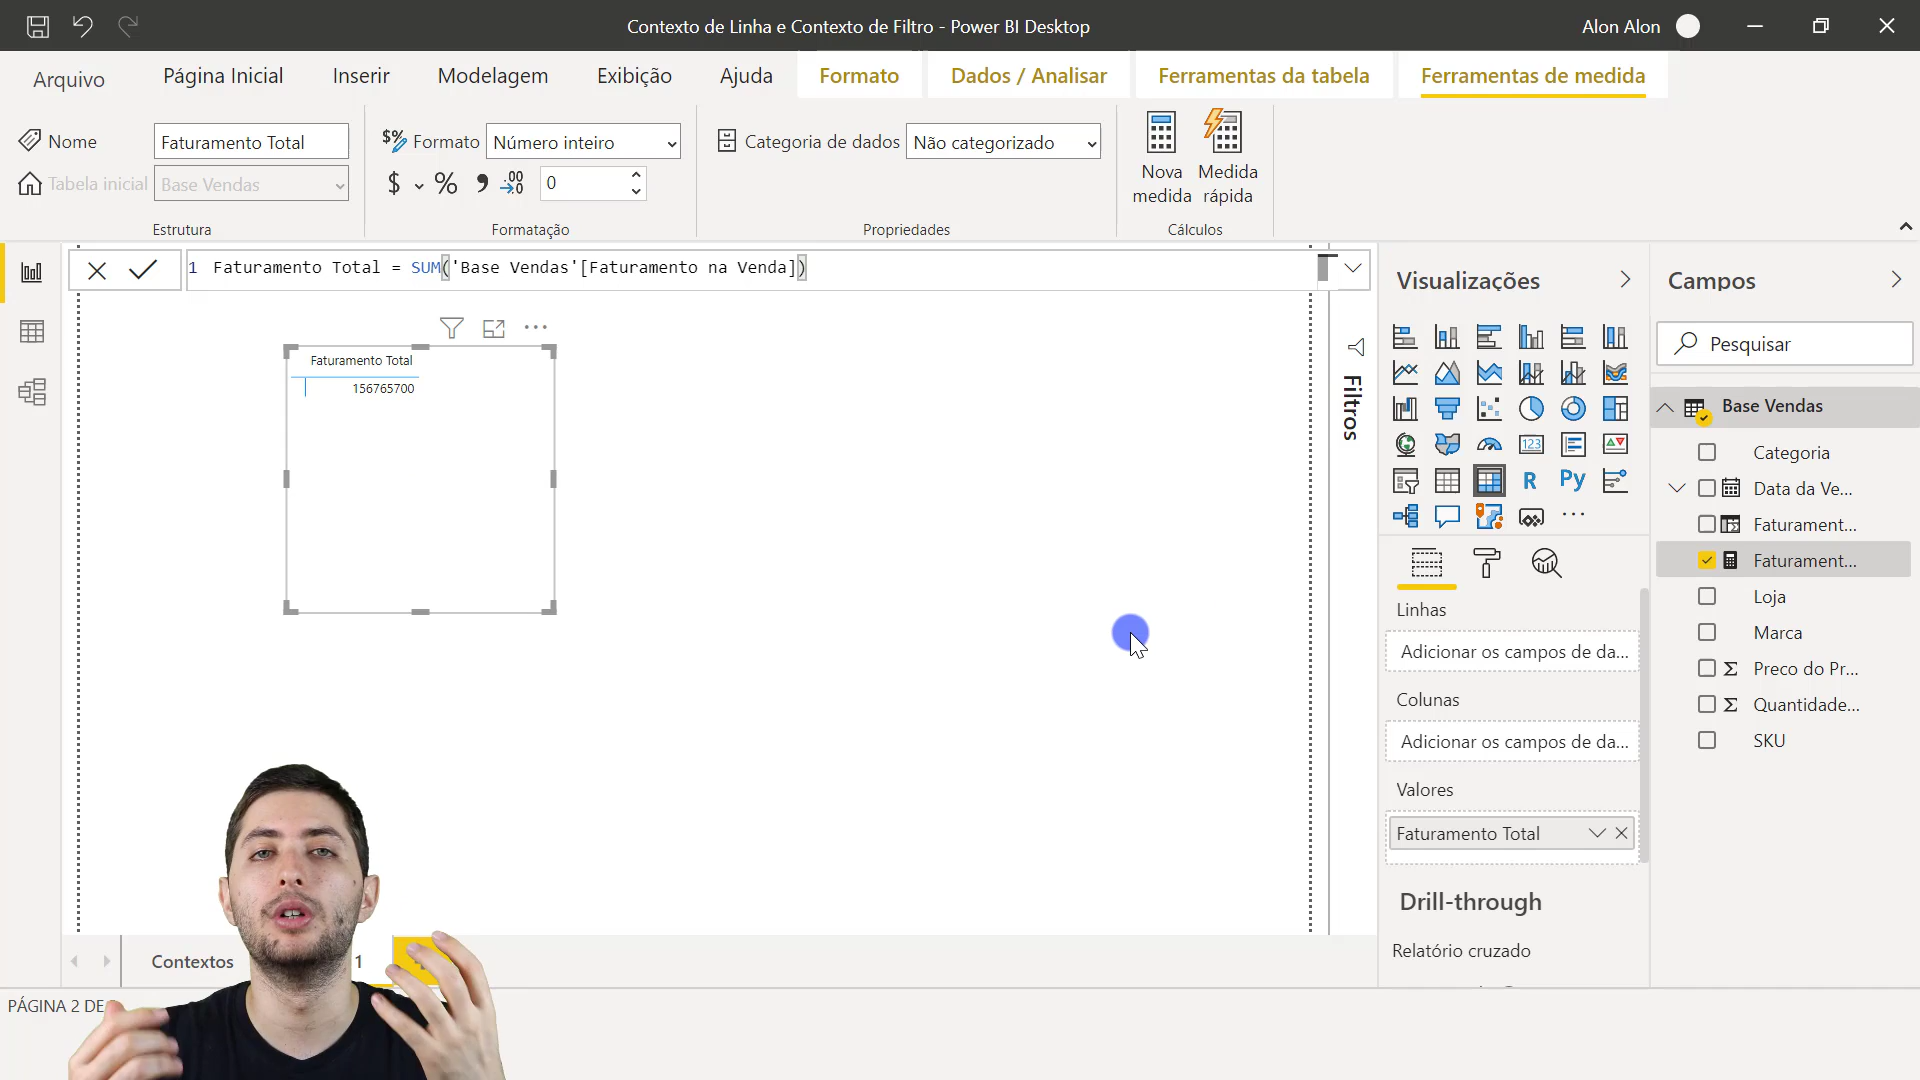 Contexto de Linha e Contexto de Filtro - Power BI Desktop
Alon Alon
Arquivo
Página Inicial
Inserir
Modelagem
Exibição
Ajuda
Formato
Dados / Analisar
Ferramentas da tabela
Ferramentas de medida
Nome
Faturamento Total
Tabela inicial
Base Vendas
Estrutura
$% Formato
Número inteiro
$ % 9 .00
0
Formatação
Categoria de dados
Não categorizado
Propriedades
Nova
medida
Medida
rápida
Cálculos
1 Faturamento Total = SUM('Base Vendas'[Faturamento na Venda])
Faturamento Total
156765700
Filtros
Visualizações
123
R
Py
Linhas
Adicionar os campos de da...
Colunas
Adicionar os campos de da...
Valores
Faturamento Total
Drill-through
Relatório cruzado
Campos
Pesquisar
Base Vendas
Categoria
Data da Ve...
Faturament...
Faturament...
Loja
Marca
Preco do Pr...
Quantidade...
SKU
Contextos
1
PÁGINA 2 DE